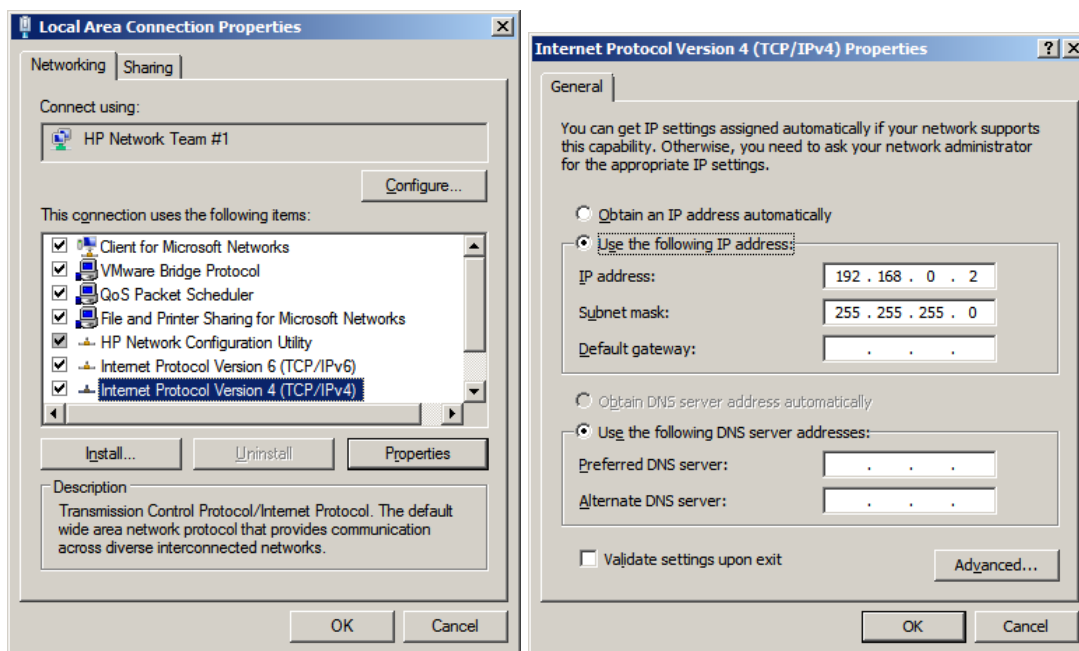 Local Area Connection Properties
Networking
Sharing
Connect using:
HP Network Team #1
Configure...
This connection uses the following items:
Client for Microsoft Networks
VMware Bridge Protocol
QoS Packet Scheduler
File and Printer Sharing for Microsoft Networks
HP Network Configuration Utility
Internet Protocol Version 6 (TCP/IPv6)
Internet Protocol Version 4 (TCP/IPv4)
Install...
Uninstall
Properties
Description
Transmission Control Protocol/Internet Protocol. The default
wide area network protocol that provides communication
across diverse interconnected networks.
OK
Cancel
Internet Protocol Version 4 (TCP/IPv4) Properties
General
You can get IP settings assigned automatically if your network supports
this capability. Otherwise, you need to ask your network administrator
for the appropriate IP settings.
Obtain an IP address automatically
Use the following IP address:
IP address: 192 . 168 . 0 . 2
Subnet mask: 255 . 255 . 255 . 0
Default gateway: . . .
Obtain DNS server address automatically
Use the following DNS server addresses:
Preferred DNS server: . . .
Alternate DNS server: . . .
Validate settings upon exit
Advanced...
OK
Cancel